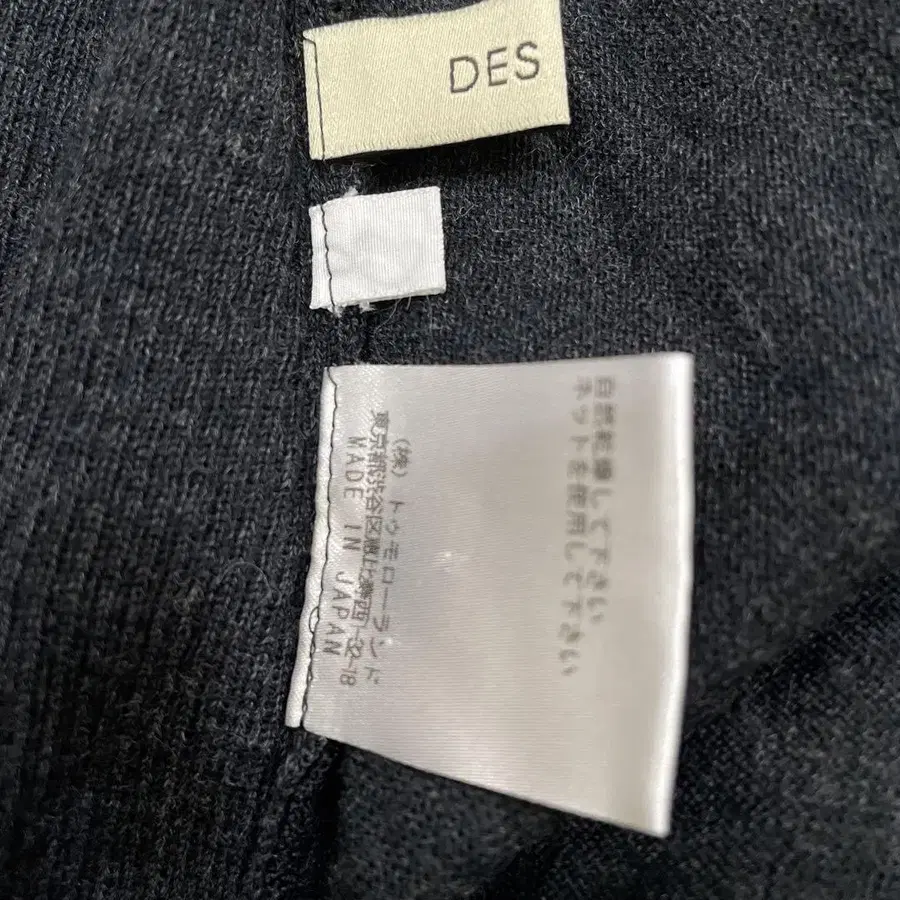 DES
自然乾燥して下さい
ネットを使用して下さい
(株) トゥモローランド
東京都渋谷区恵比寿西1-32-18
MADE IN JAPAN